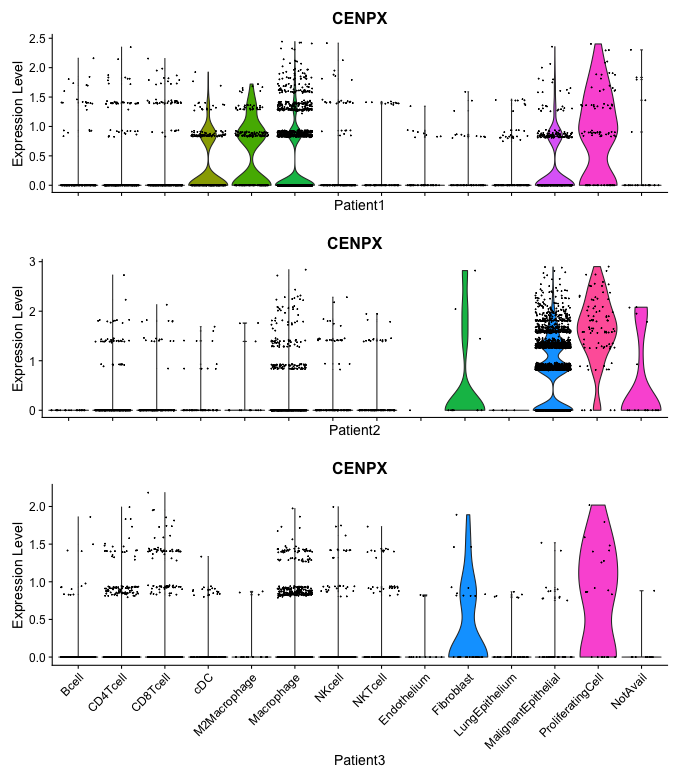 CENPX
Expression Level
2.5
2.0
1.5
1.0
0.5
0.0
Patient1
CENPX
Expression Level
3
2
1
0
Patient2
CENPX
Expression Level
2.0
1.5
1.0
0.5
0.0
Bcell
CD4Tcell
CD8Tcell
cDC
M2Macrophage
Macrophage
NKcell
NKTcell
Endothelium
Fibroblast
LungEpithelium
MalignantEpithelial
ProliferatingCell
NotAvail
Patient3